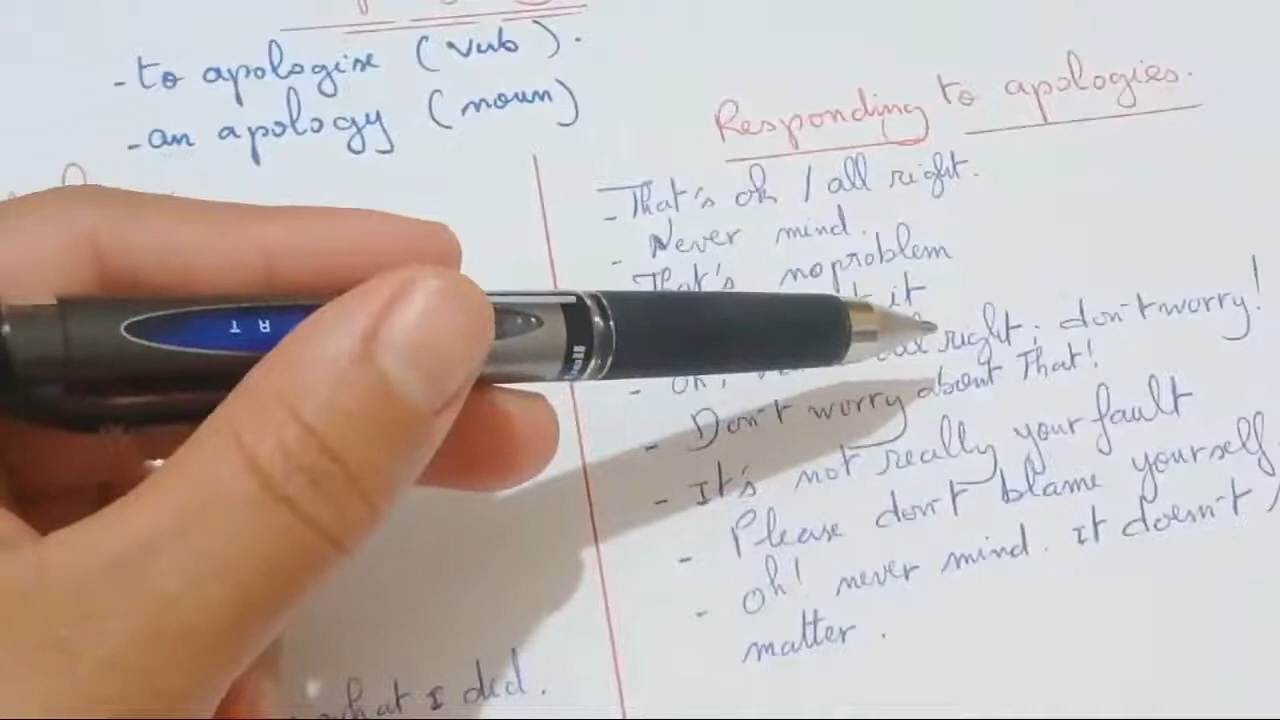 - to apologise (verb).
- an apology (noun)
Responding to apologies.
- That's ok / all right.
- Never mind.
That's no problem
it
right; don't worry!
- Oh,
- Don't worry about That!
- It's not really your fault
- Please don't blame yourself
- oh! never mind. it doesn't
matter.
what I did.